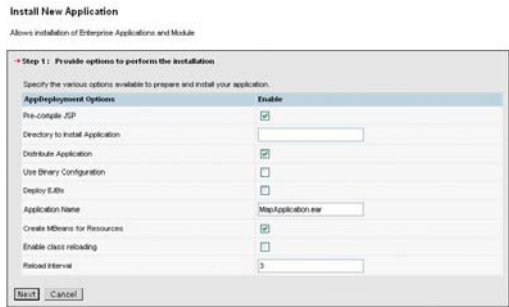 Install New Application
Allows installation of Enterprise Applications and Module
Step 1: Provide options to perform the installation
Specify the various options available to prepare and install your application.
AppDeployment Options Enable
Pre-compile JSP
Directory to Install Application
Distribute Application
Use Binary Configuration
Deploy EJBs
Application Name MapApplication.ear
Create MBeans for Resources
Enable class reloading
Reload Interval 3
Next Cancel